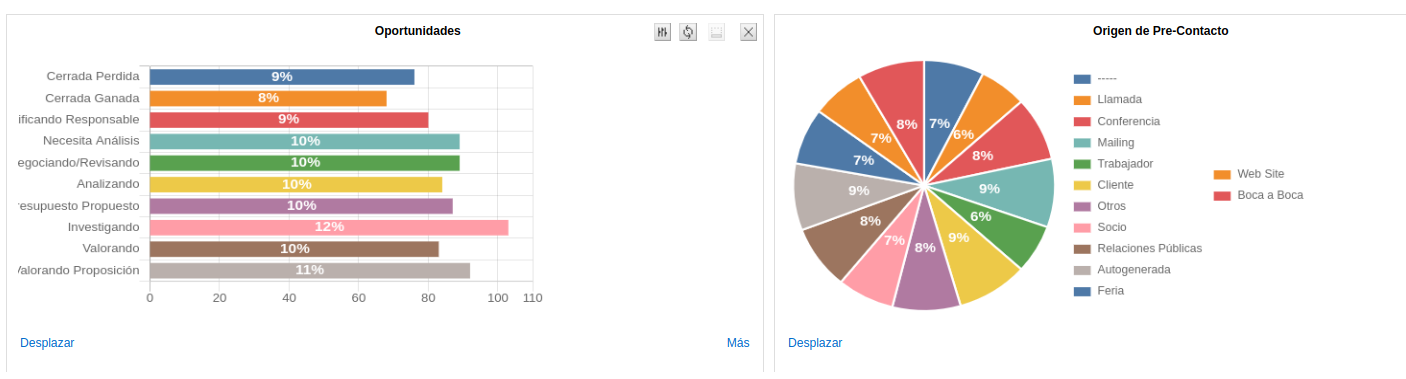 Oportunidades
Cerrada Perdida
9%
Cerrada Ganada
8%
ificando Responsable
9%
Necesita Análisis
10%
egociando/Revisando
10%
Analizando
10%
resupuesto Propuesto
10%
Investigando
12%
Valorando
10%
Valorando Proposición
11%
0 20 40 60 80 100 110
Desplazar
Más
Origen de Pre-Contacto
7%
6%
8%
9%
6%
9%
8%
7%
8%
9%
7%
7%
8%
-----
Llamada
Conferencia
Mailing
Trabajador
Cliente
Otros
Socio
Relaciones Públicas
Autogenerada
Feria
Web Site
Boca a Boca
Desplazar